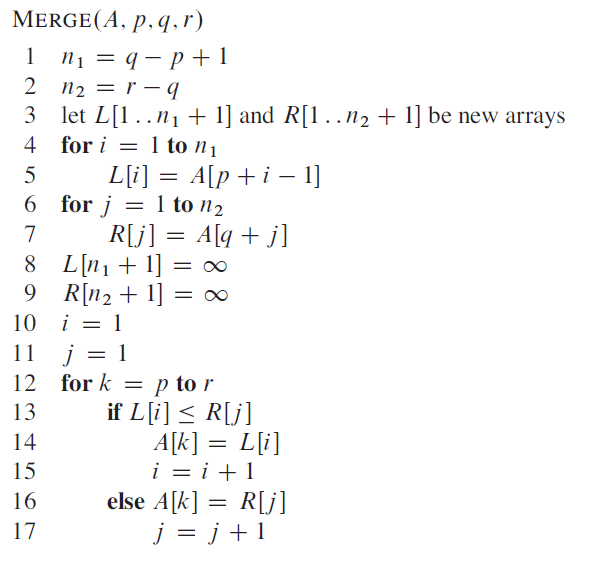 MERGE(A, p, q, r)
1 n₁ = q − p + 1
2 n₂ = r − q
3 let L[1 . . n₁ + 1] and R[1 . . n₂ + 1] be new arrays
4 for i = 1 to n₁
5 L[i] = A[p + i − 1]
6 for j = 1 to n₂
7 R[j] = A[q + j]
8 L[n₁ + 1] = ∞
9 R[n₂ + 1] = ∞
10 i = 1
11 j = 1
12 for k = p to r
13 if L[i] ≤ R[j]
14 A[k] = L[i]
15 i = i + 1
16 else A[k] = R[j]
17 j = j + 1